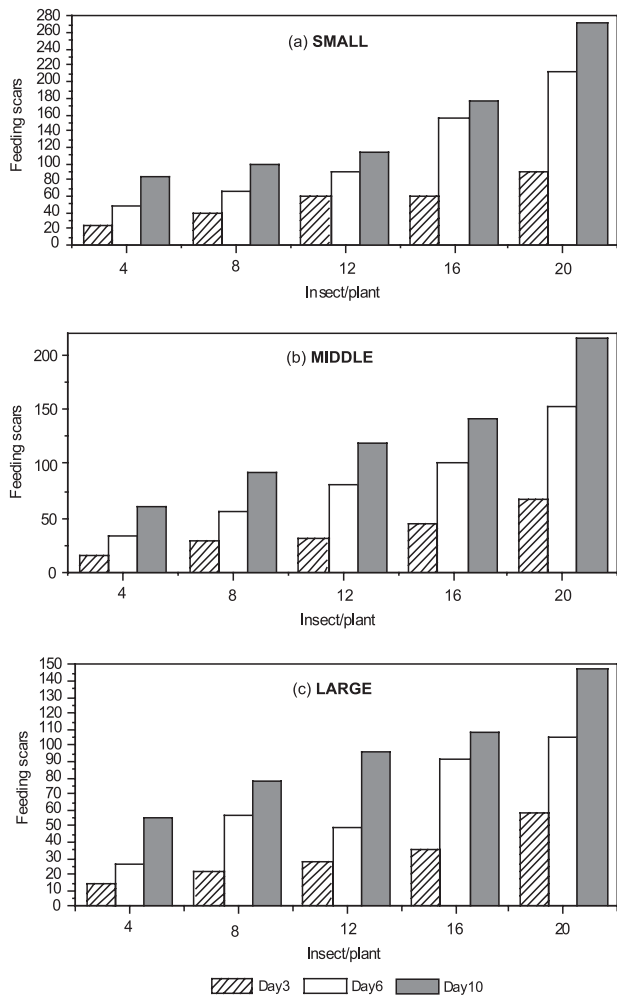 (a) SMALL
Feeding scars
280
260
240
220
200
180
160
140
120
100
80
60
40
20
0
4 8 12 16 20
Insect/plant
(b) MIDDLE
Feeding scars
200
150
100
50
0
4 8 12 16 20
Insect/plant
(c) LARGE
Feeding scars
150
140
130
120
110
100
90
80
70
60
50
40
30
20
10
0
4 8 12 16 20
Insect/plant
Day3 Day6 Day10